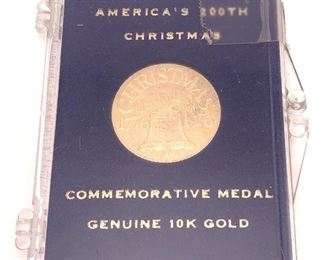 AMERICA'S 200TH
CHRISTMAS
CHRISTMAS
1776 1976
COMMEMORATIVE MEDAL
GENUINE 10K GOLD